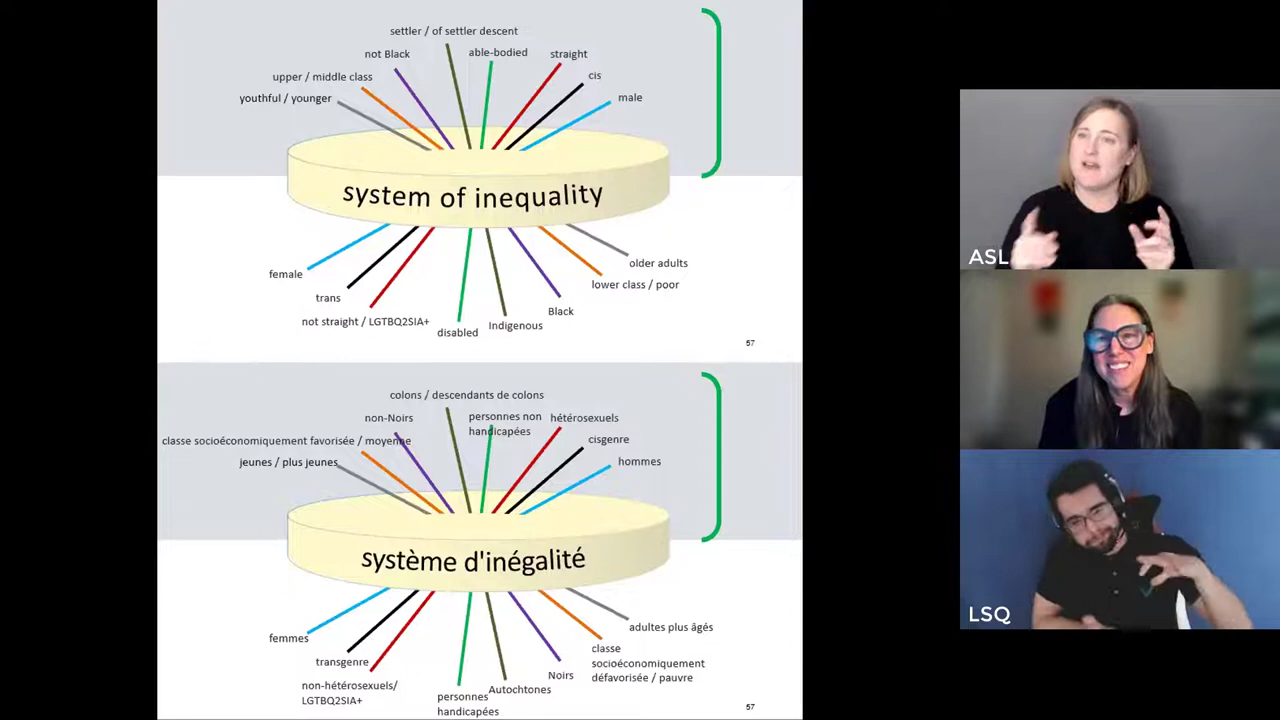 settler / of settler descent
not Black
able-bodied
straight
upper / middle class
cis
youthful / younger
male
system of inequality
female
older adults
trans
lower class / poor
not straight / LGTBQ2SIA+
disabled
Indigenous
Black
57
colons / descendants de colons
non-Noirs
personnes non
handicapées
hétérosexuels
classe socioéconomiquement favorisée / moyenne
cisgenre
jeunes / plus jeunes
hommes
système d'inégalité
femmes
adultes plus âgés
transgenre
classe
socioéconomiquement
défavorisée / pauvre
non-hétérosexuels/
LGTBQ2SIA+
personnes
handicapées
Autochtones
Noirs
57
ASL
LSQ